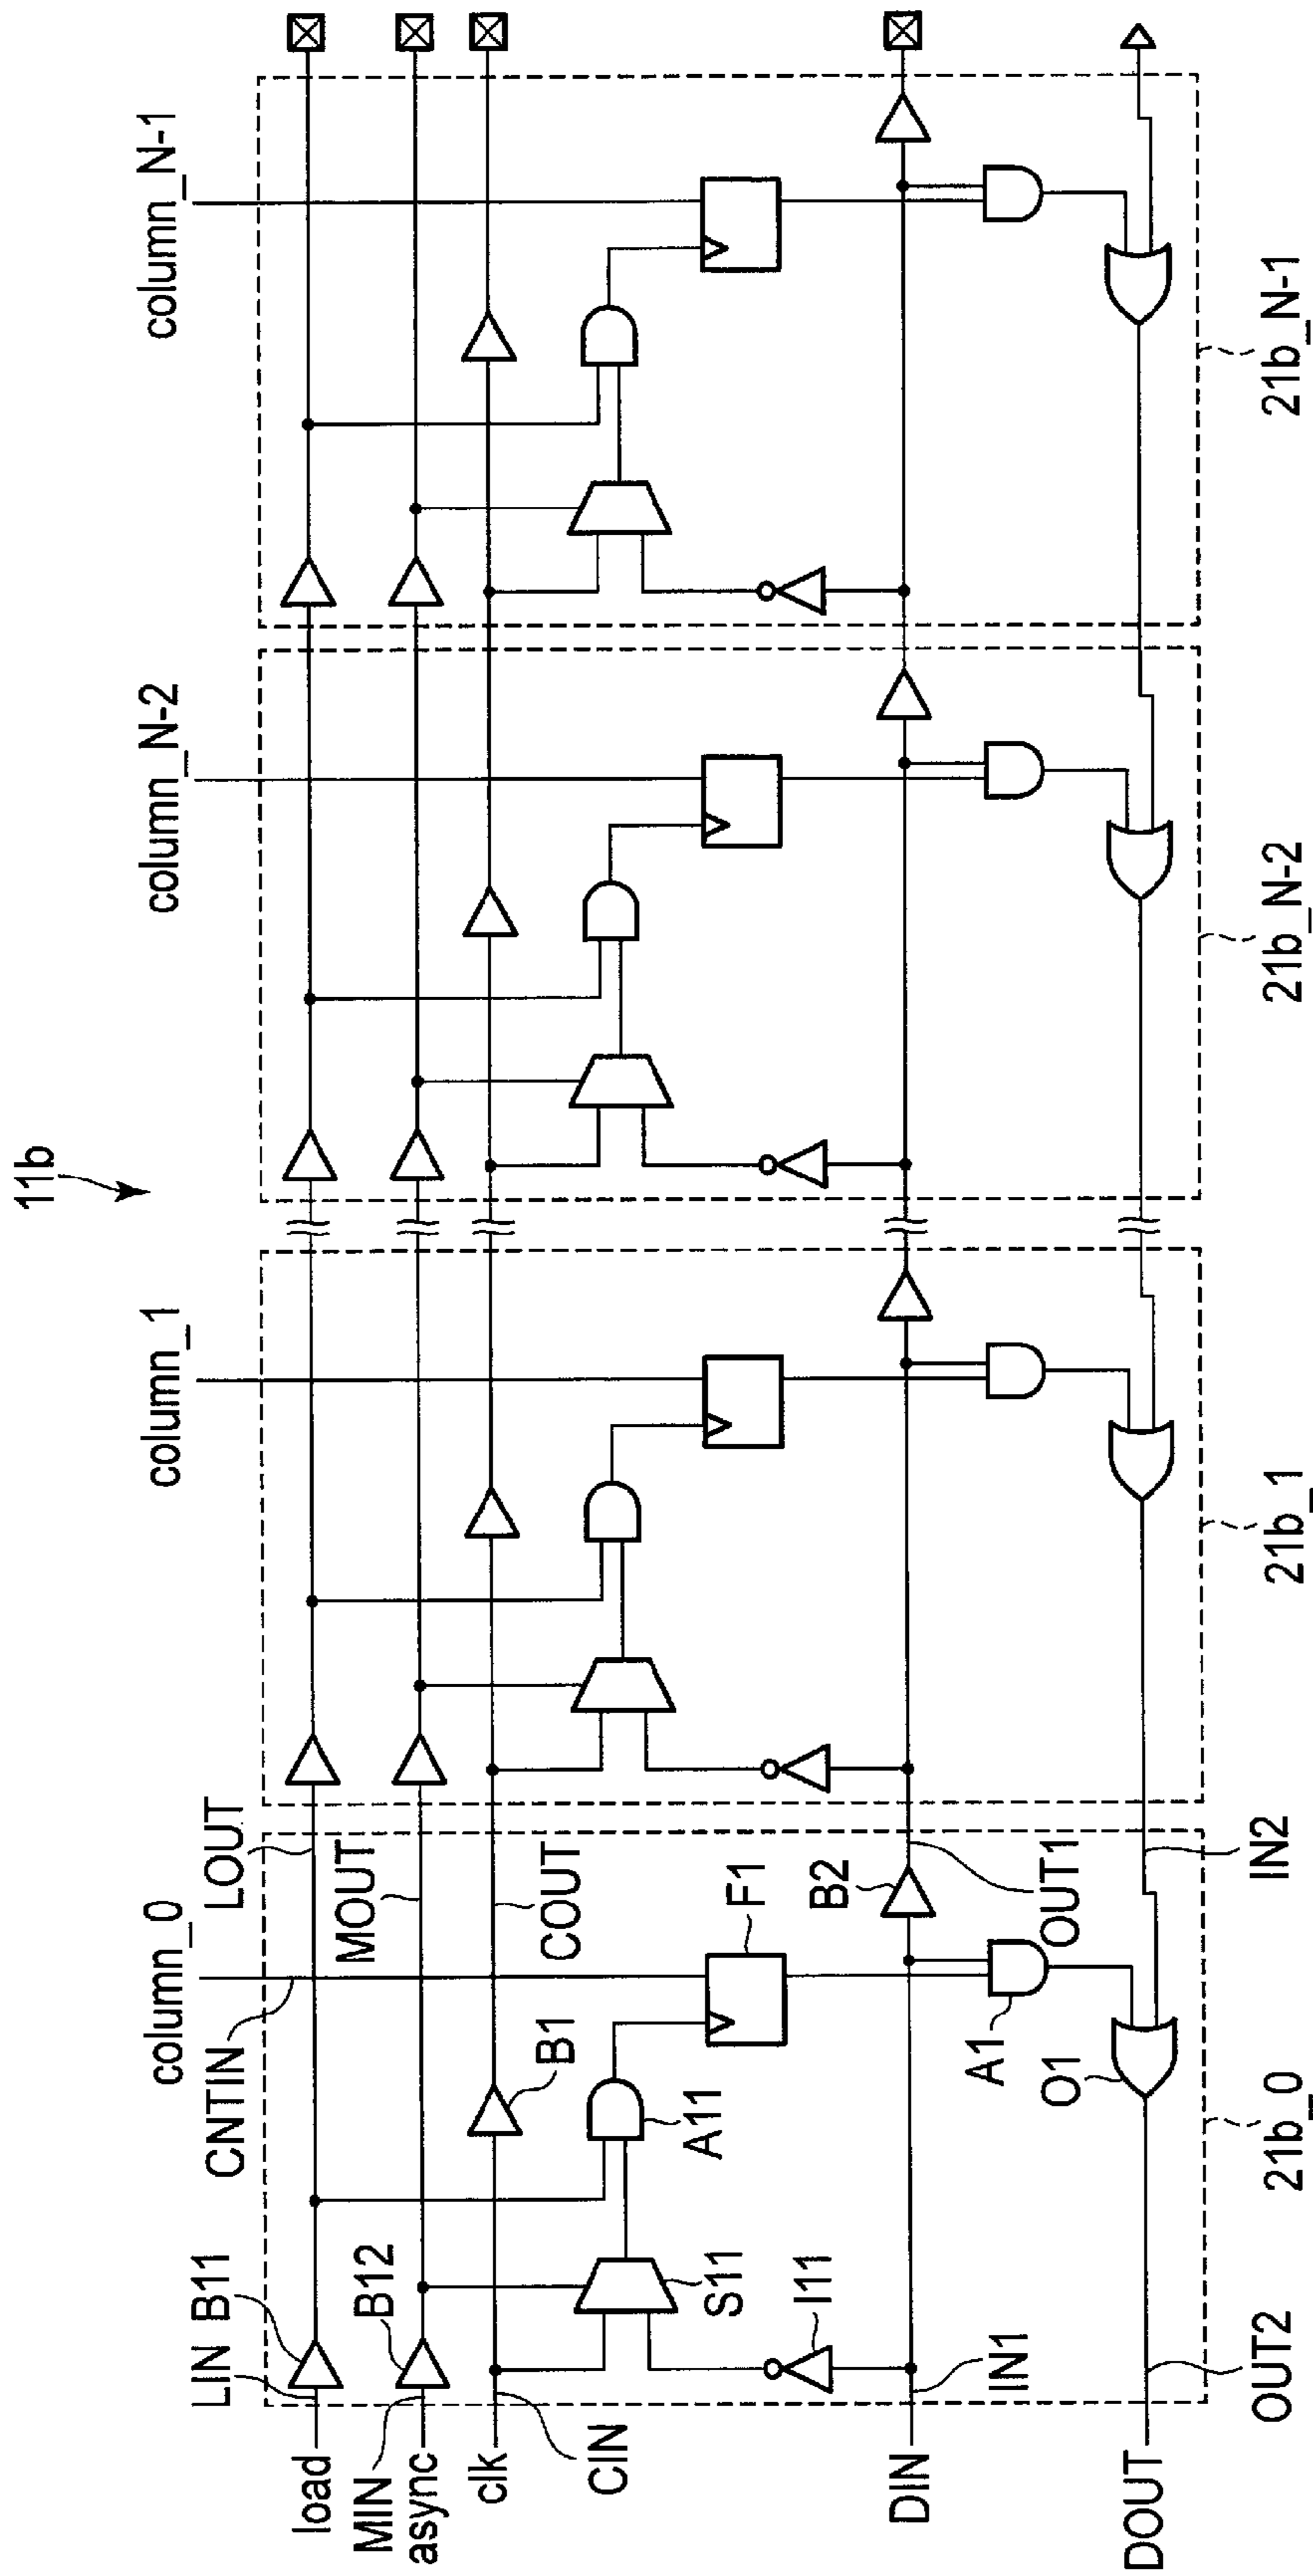 11b
column_0
column_1
column_N-2
column_N-1
CNTIN
LIN
B11
LOUT
load
MIN
B12
MOUT
async
clk
CIN
B1
COUT
A11
S11
I11
F1
B2
OUT1
DIN
IN1
A1
O1
IN2
DOUT
OUT2
21b_0
21b_1
21b_N-2
21b_N-1